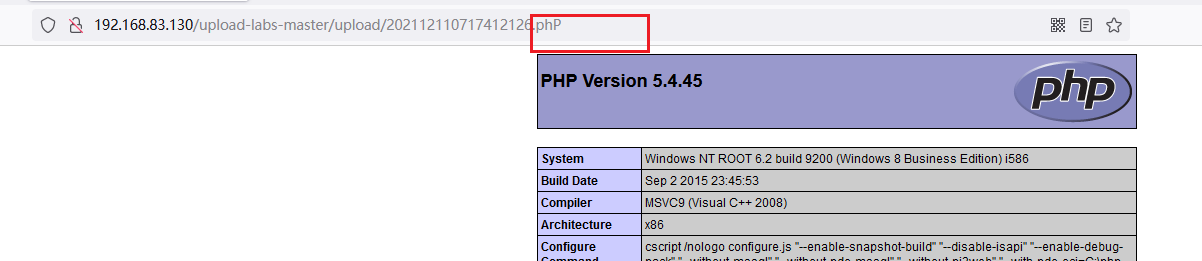 192.168.83.130/upload-labs-master/upload/202112110717412126.phP
PHP Version 5.4.45
php
System Windows NT ROOT 6.2 build 9200 (Windows 8 Business Edition) i586
Build Date Sep 2 2015 23:45:53
Compiler MSVC9 (Visual C++ 2008)
Architecture x86
Configure cscript /nologo configure.js "--enable-snapshot-build" "--disable-isapi" "--enable-debug-